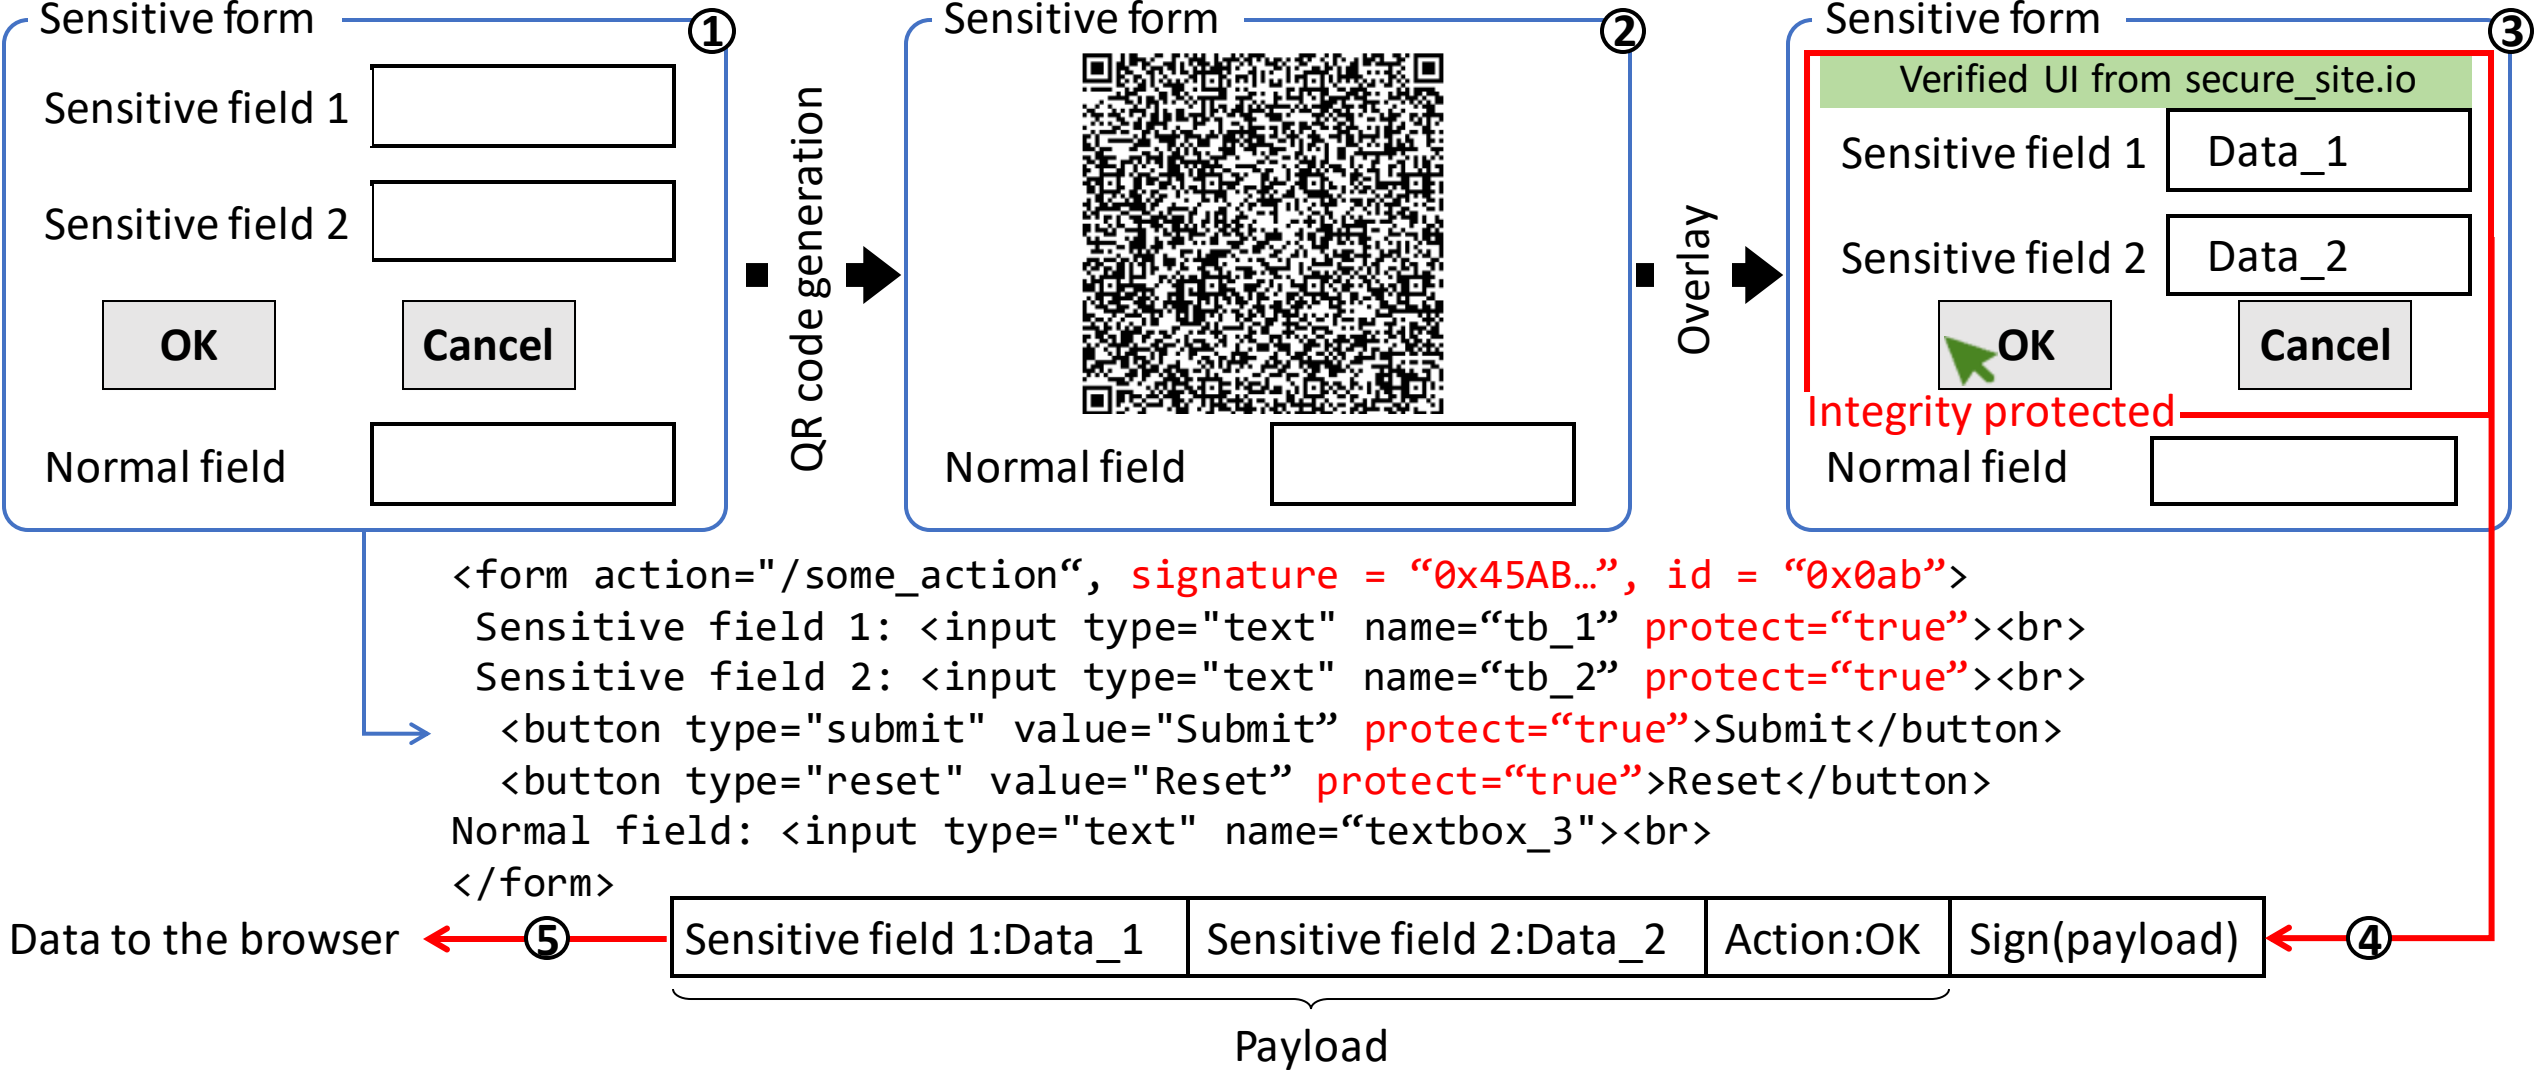 Sensitive form
①
Sensitive field 1
Sensitive field 2
OK
Cancel
Normal field
QR code generation
Sensitive form
②
Normal field
Overlay
Sensitive form
③
Verified UI from secure_site.io
Sensitive field 1
Data_1
Sensitive field 2
Data_2
OK
Cancel
Integrity protected
Normal field
<form action="/some_action“, signature = “0x45AB…”, id = “0x0ab”>
Sensitive field 1: <input type="text" name=“tb_1” protect=“true”><br>
Sensitive field 2: <input type="text" name=“tb_2” protect=“true”><br>
<button type="submit" value="Submit” protect=“true”>Submit</button>
<button type="reset" value="Reset” protect=“true”>Reset</button>
Normal field: <input type="text" name=“textbox_3"><br>
</form>
Data to the browser
⑤
Sensitive field 1:Data_1
Sensitive field 2:Data_2
Action:OK
Sign(payload)
④
Payload